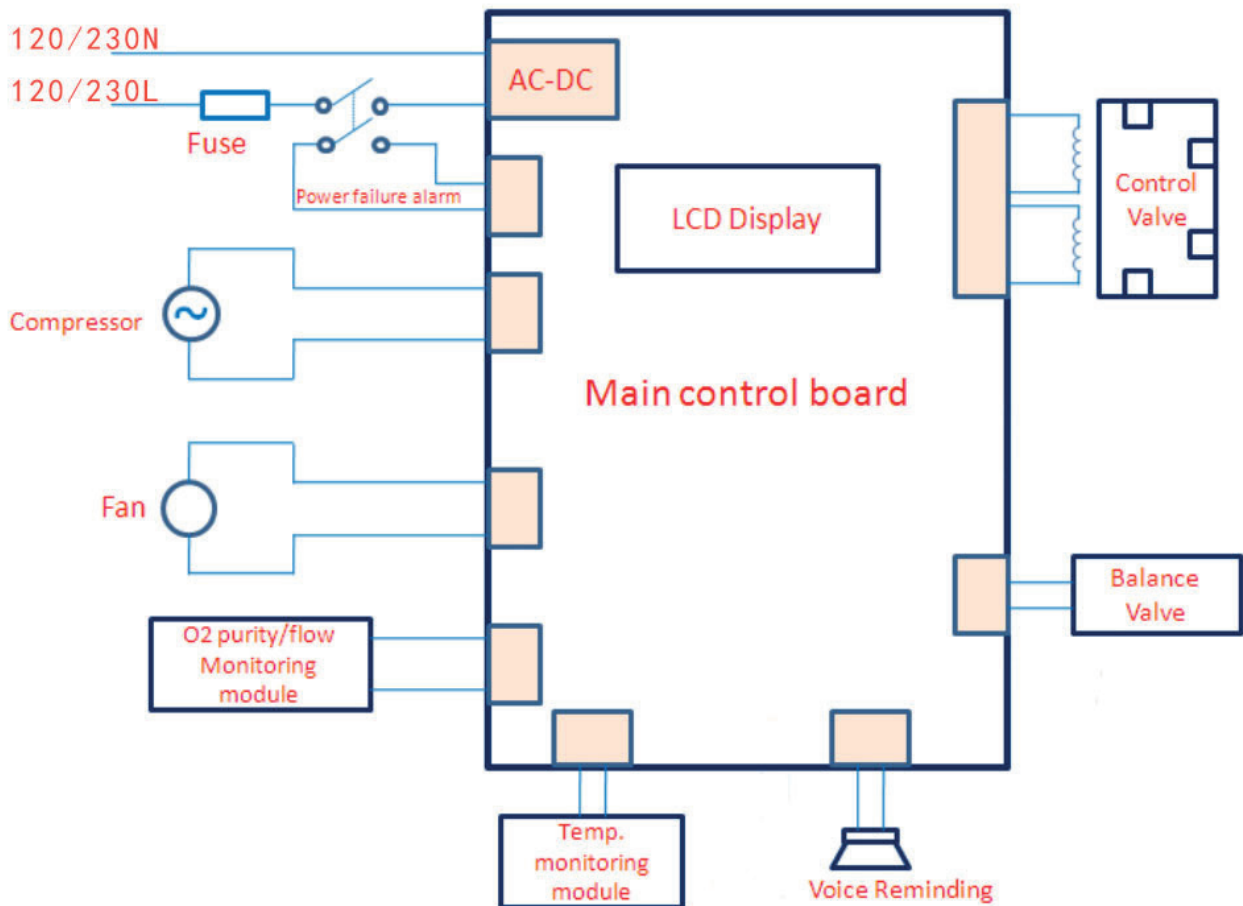 120/230N
120/230L
AC-DC
Fuse
Power failure alarm
LCD Display
Control
Valve
Compressor
Main control board
Fan
O2 purity/flow
Monitoring
module
Balance
Valve
Temp.
monitoring
module
Voice Reminding